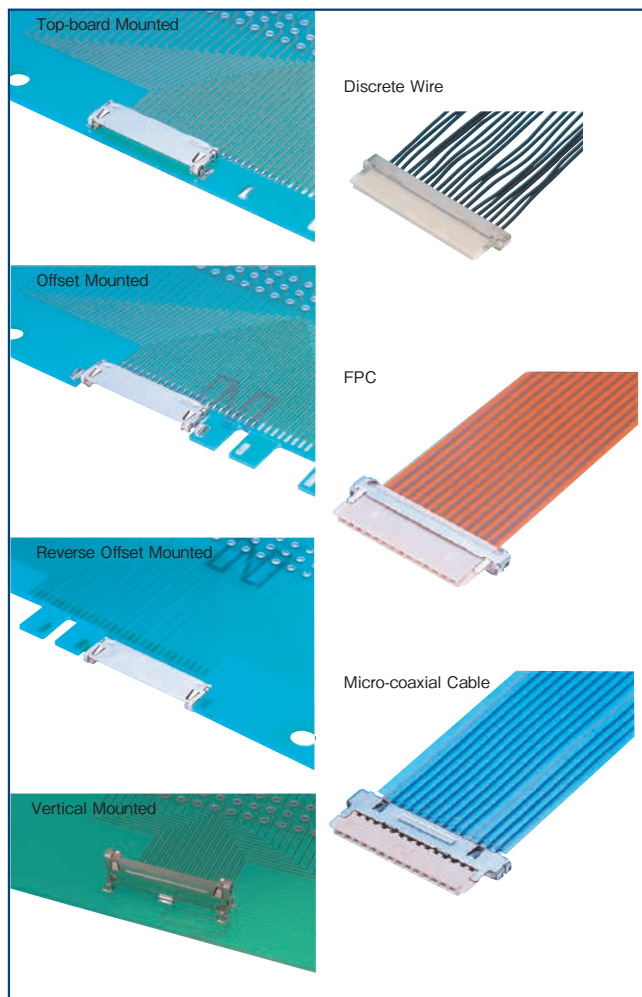 Top-board Mounted
Discrete Wire
Offset Mounted
FPC
Reverse Offset Mounted
Micro-coaxial Cable
Vertical Mounted